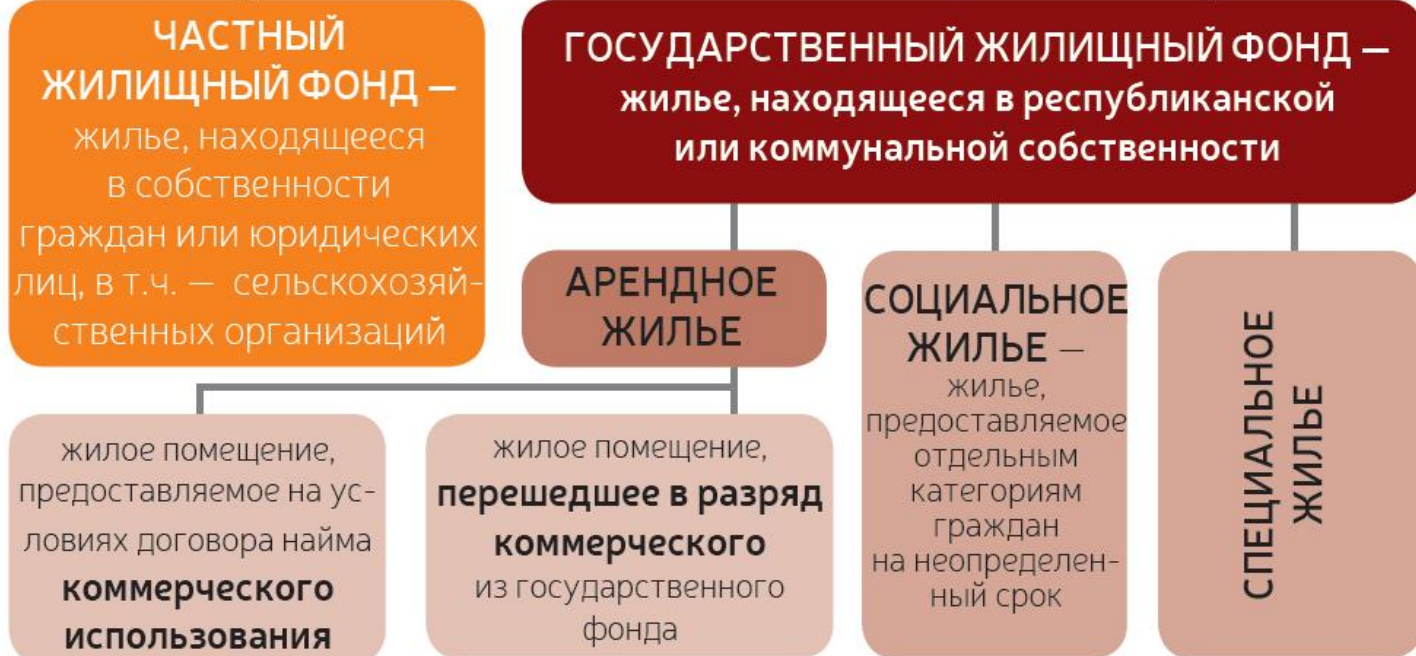 ЧАСТНЫЙ
ЖИЛИЩНЫЙ ФОНД —
жилье, находящееся
в собственности
граждан или юридических
лиц, в т.ч. — сельскохозяй-
ственных организаций
ГОСУДАРСТВЕННЫЙ ЖИЛИЩНЫЙ ФОНД —
жилье, находящееся в республиканской
или коммунальной собственности
АРЕНДНОЕ
ЖИЛЬЕ
жилое помещение,
предоставляемое на ус-
ловиях договора найма
коммерческого
использования
жилое помещение,
перешедшее в разряд
коммерческого
из государственного
фонда
СОЦИАЛЬНОЕ
ЖИЛЬЕ —
жилье,
предоставляемое
отдельным
категориям
граждан
на неопределен-
ный срок
СПЕЦИАЛЬНОЕ
ЖИЛЬЕ